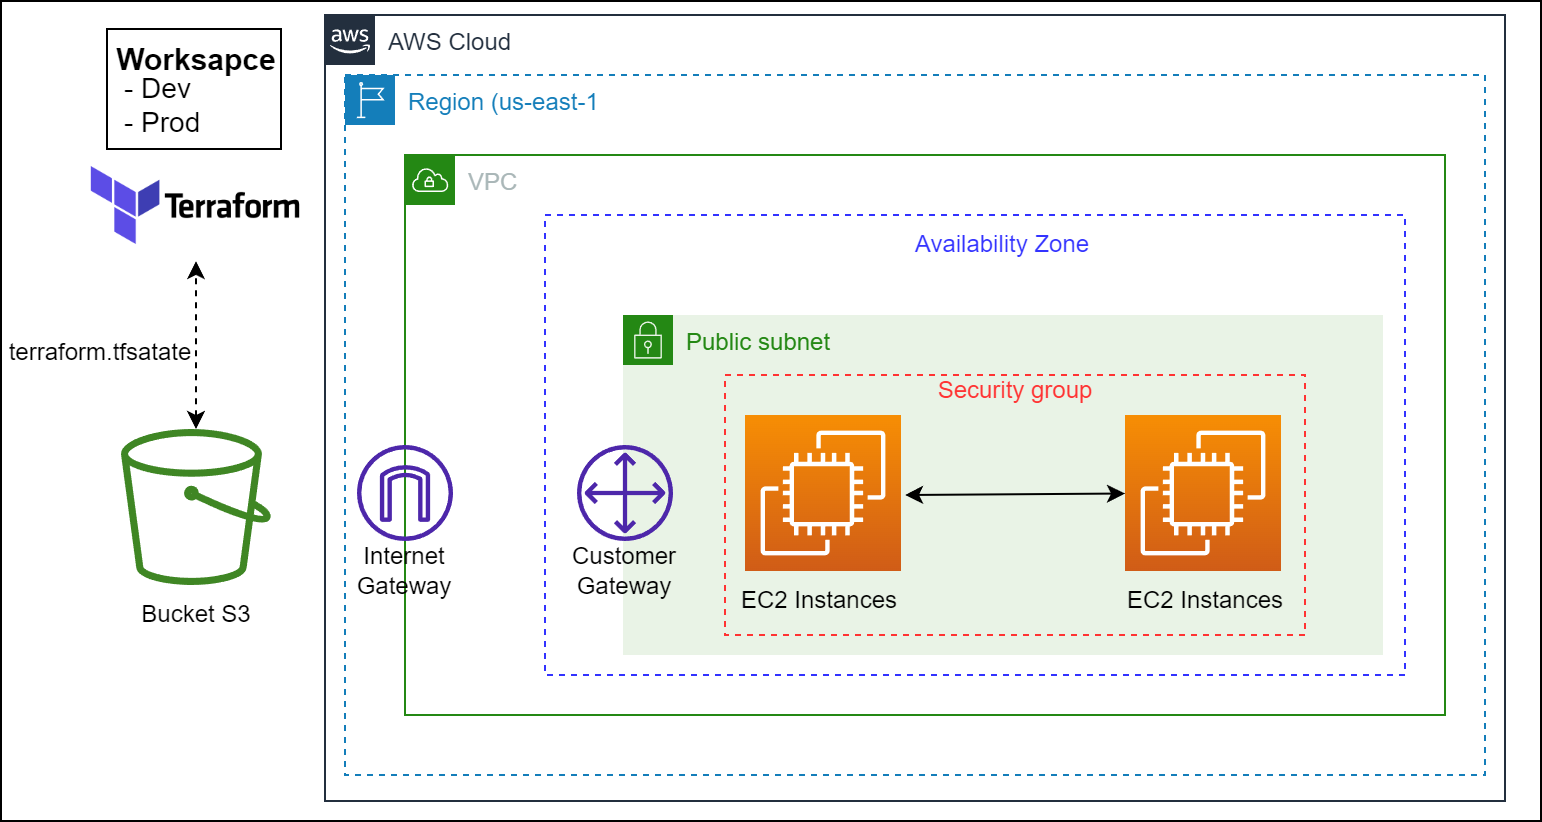 Worksapce
- Dev
- Prod
Terraform
terraform.tfsatate
Bucket S3
aws
AWS Cloud
Region (us-east-1
VPC
Availability Zone
Public subnet
Security group
Internet
Gateway
Customer
Gateway
EC2 Instances
EC2 Instances